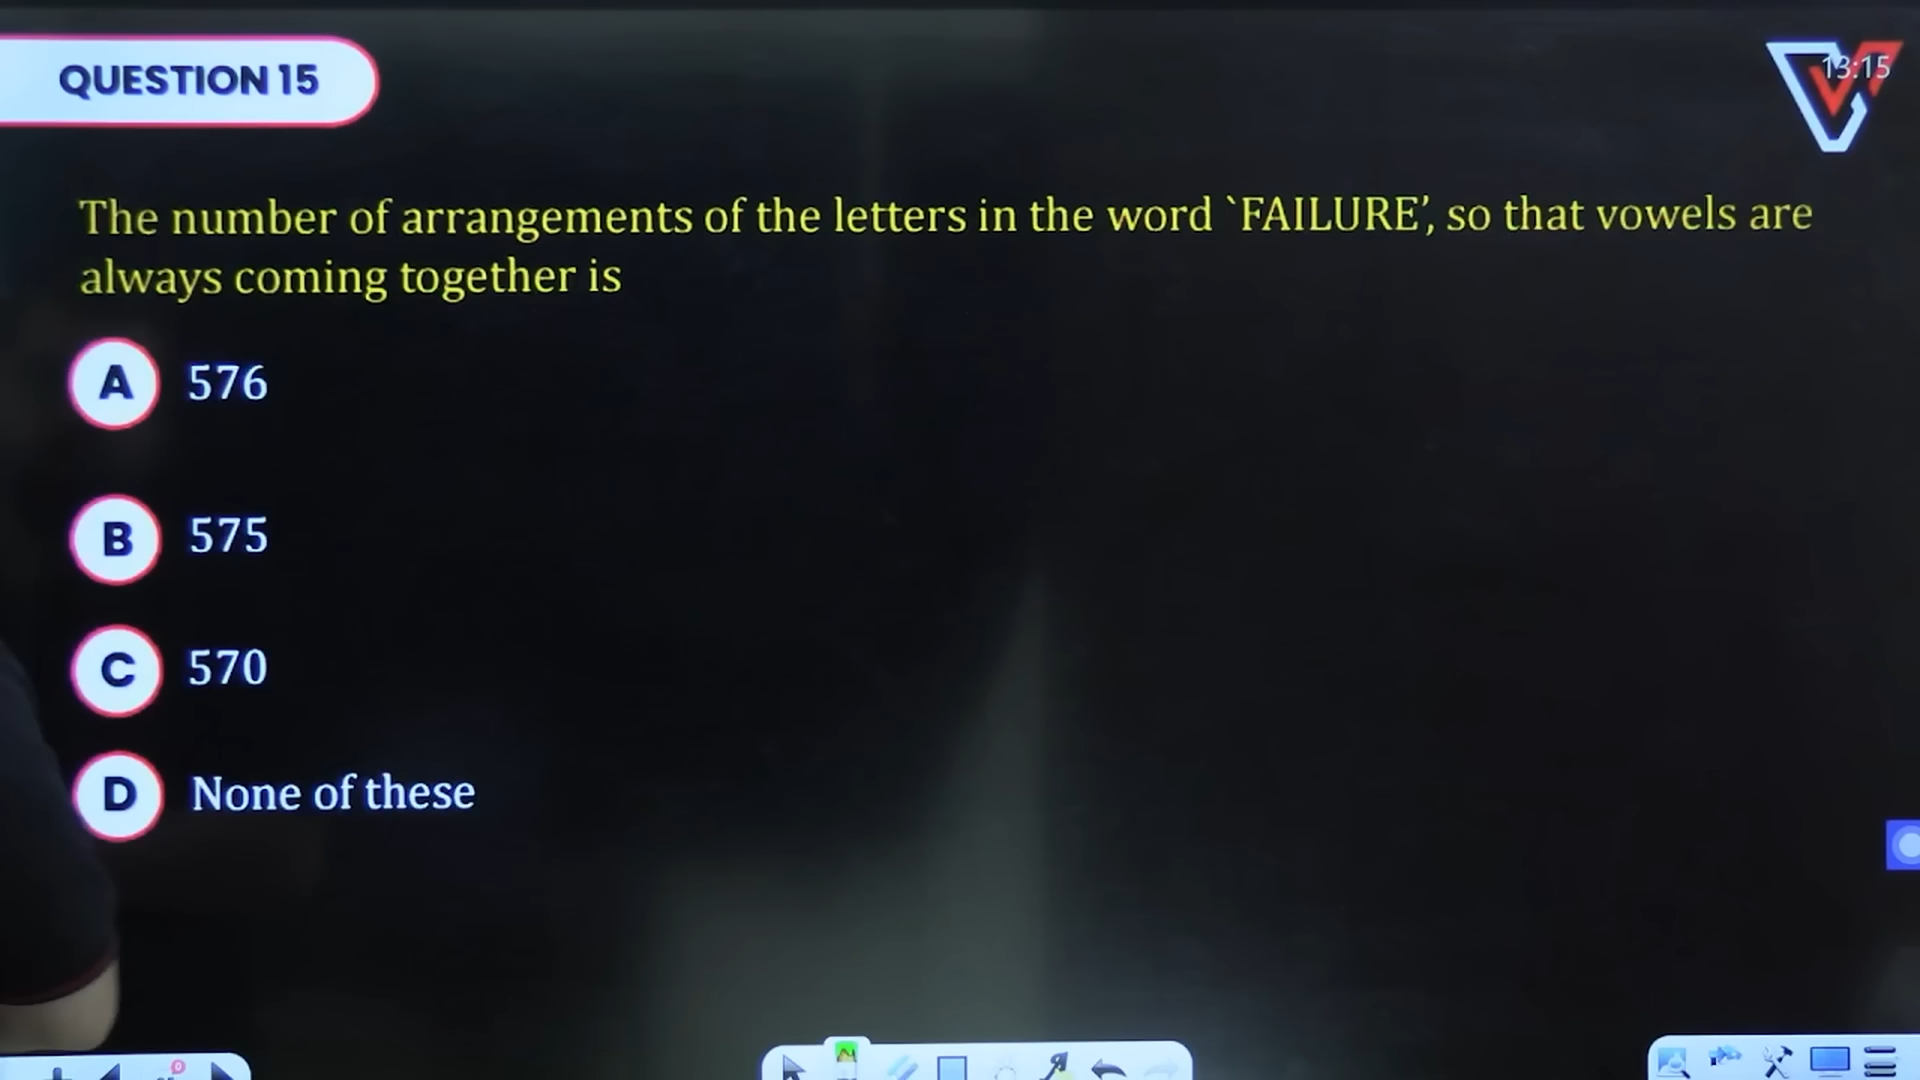 QUESTION 15
13:15
The number of arrangements of the letters in the word `FAILURE’, so that vowels are
always coming together is
A 576
B 575
C 570
D None of these
0